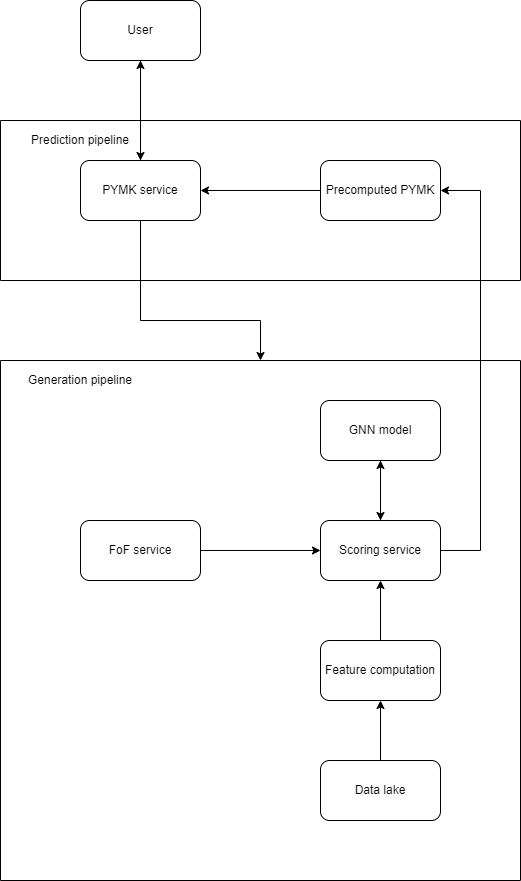 User
Prediction pipeline
PYMK service
Precomputed PYMK
Generation pipeline
GNN model
FoF service
Scoring service
Feature computation
Data lake